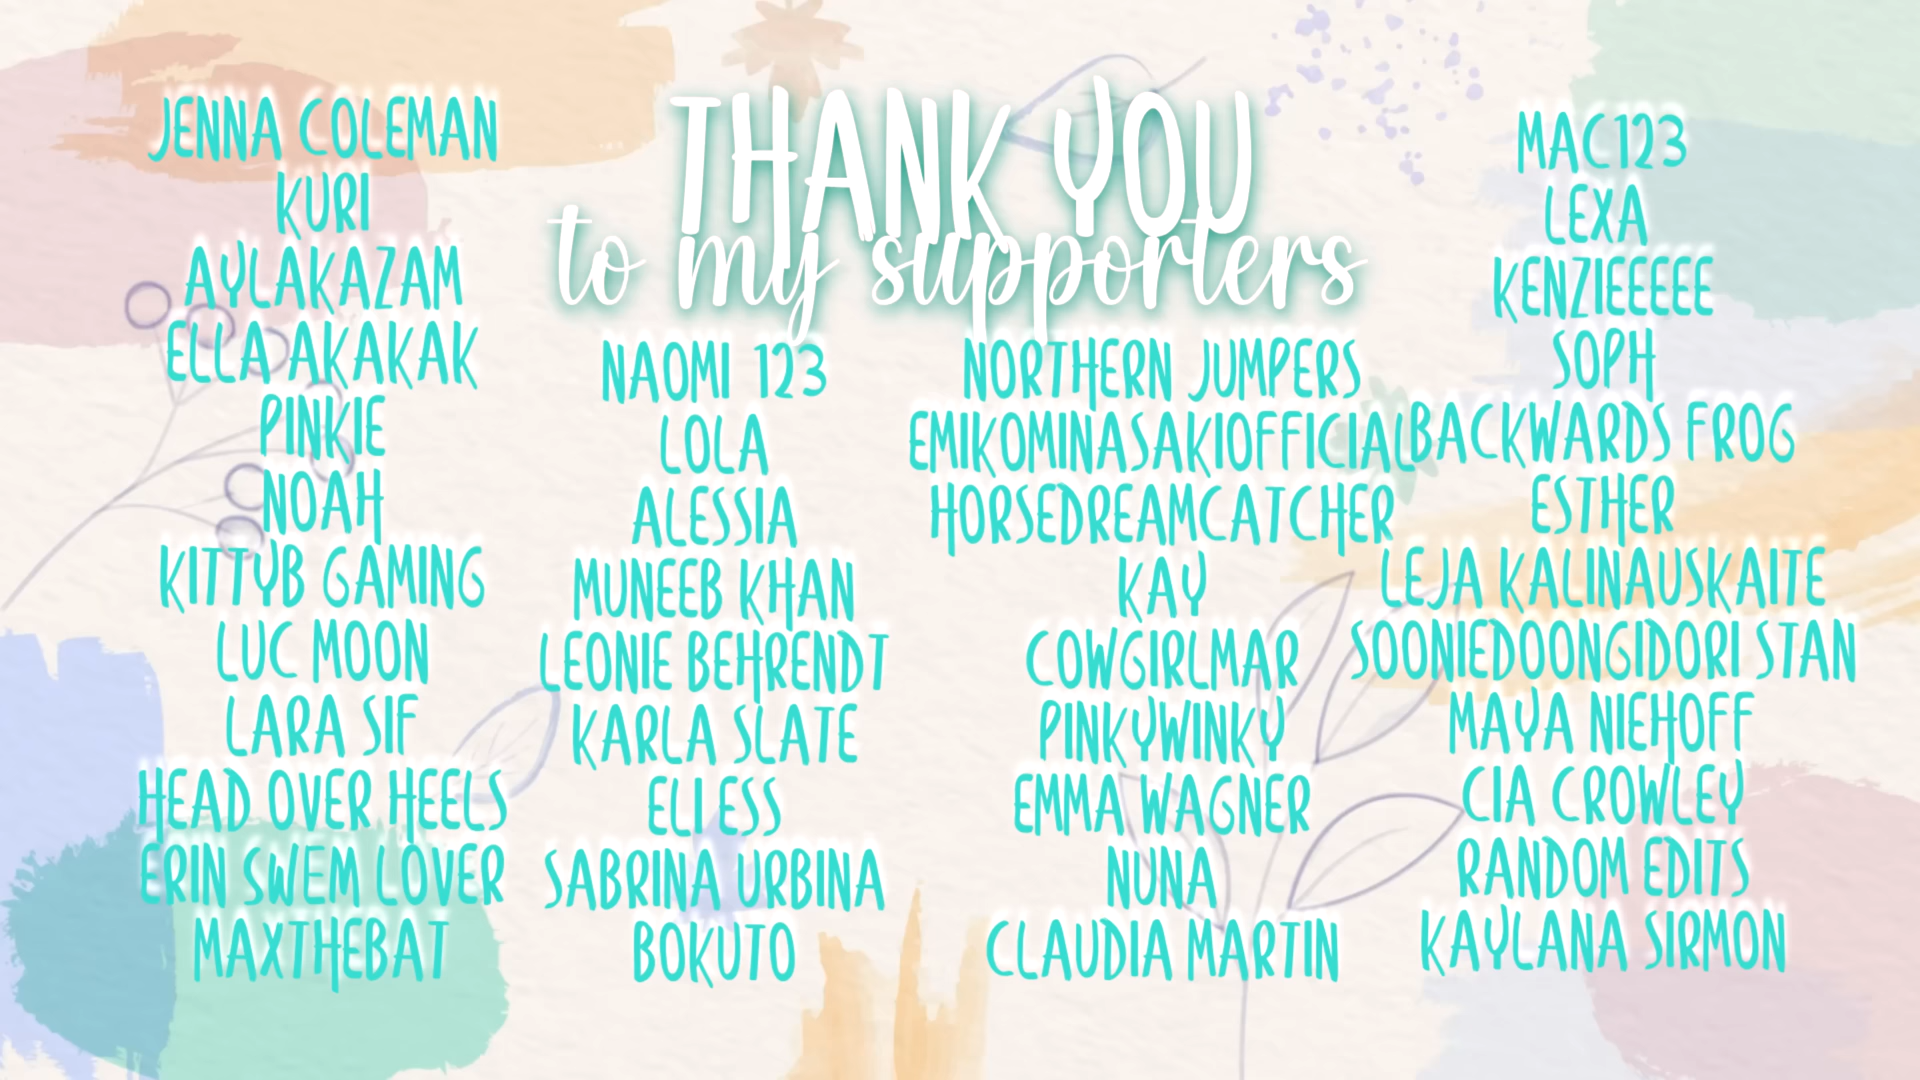 THANK YOU
to my supporters
JENNA COLEMAN
KURI
AYLAKAZAM
ELLA AKAKAK
PINKIE
NOAH
KITTYB GAMING
LUC MOON
LARA SIF
HEAD OVER HEELS
ERIN SWEM LOVER
MAXTHEBAT
NAOMI 123
LOLA
ALESSIA
MUNEEB KHAN
LEONIE BEHRENDT
KARLA SLATE
ELI ESS
SABRINA URBINA
BOKUTO
NORTHERN JUMPERS
EMIKOMINASAKIOFFICIAL
HORSEDREAMCATCHER
KAY
COWGIRLMAR
PINKYWINKY
EMMA WAGNER
NUNA
CLAUDIA MARTIN
MAC123
LEXA
KENZIEEEEE
SOPH
BACKWARDS FROG
ESTHER
LEJA KALINAUSKAITE
SOONIEDOONGIDORI STAN
MAYA NIEHOFF
CIA CROWLEY
RANDOM EDITS
KAYLANA SIRMON